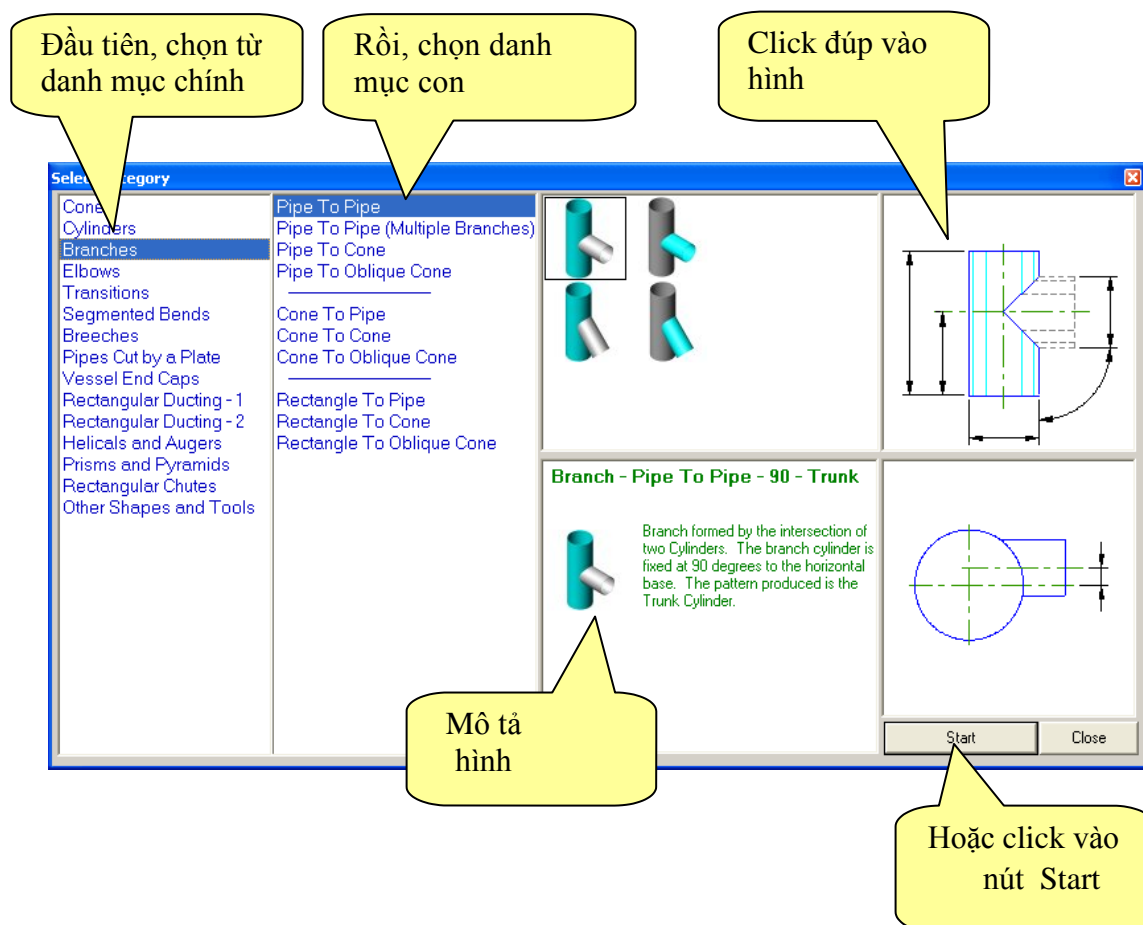 Đầu tiên, chọn từ
danh mục chính
Rồi, chọn danh
mục con
Click đúp vào
hình
Cone
Cylinders
Branches
Elbows
Transitions
Segmented Bends
Breeches
Pipes Cut by a Plate
Vessel End Caps
Rectangular Ducting - 1
Rectangular Ducting - 2
Helicals and Augers
Prisms and Pyramids
Rectangular Chutes
Other Shapes and Tools
Pipe To Pipe
Pipe To Pipe (Multiple Branches)
Pipe To Cone
Pipe To Oblique Cone
Cone To Pipe
Cone To Cone
Cone To Oblique Cone
Rectangle To Pipe
Rectangle To Cone
Rectangle To Oblique Cone
Branch - Pipe To Pipe - 90 - Trunk
Branch formed by the intersection of
two Cylinders. The branch cylinder is
fixed at 90 degrees to the horizontal
base. The pattern produced is the
Trunk Cylinder.
Mô tả
hình
Start
Close
Hoặc click vào
nút Start